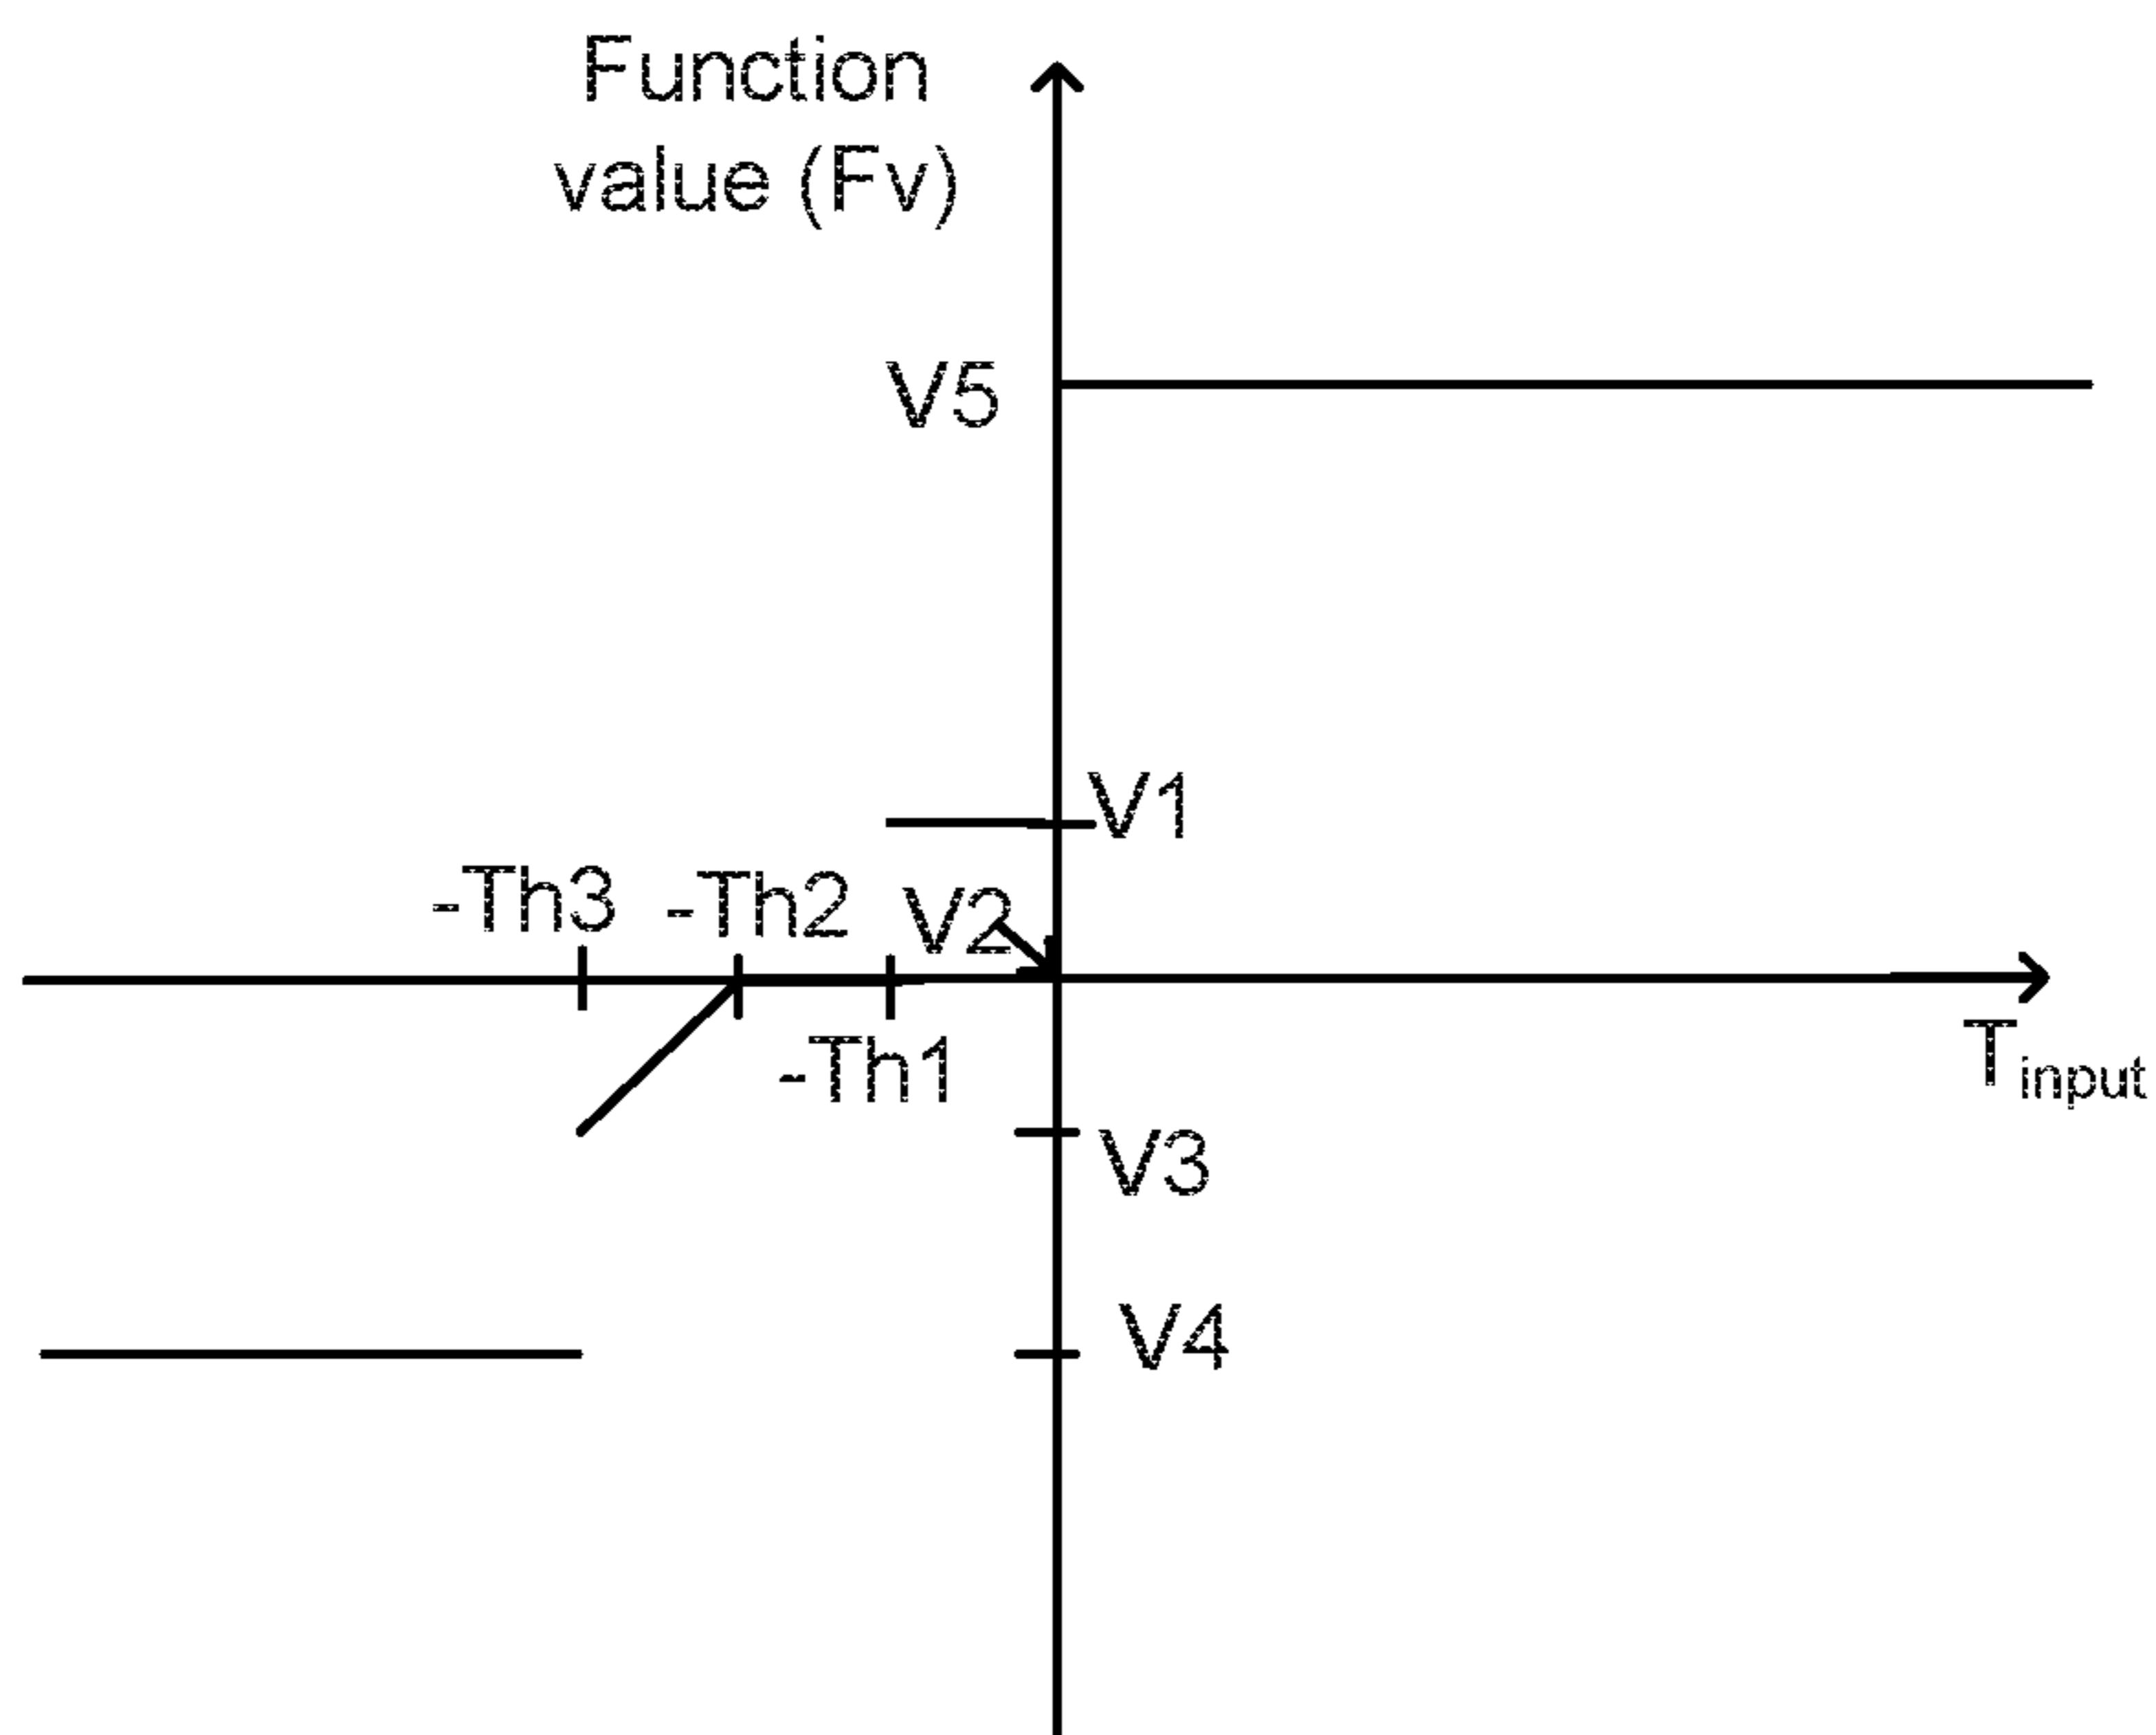 Function
value (Fv)
V5
V1
-Th3
-Th2
V2
-Th1
Tinput
V3
V4